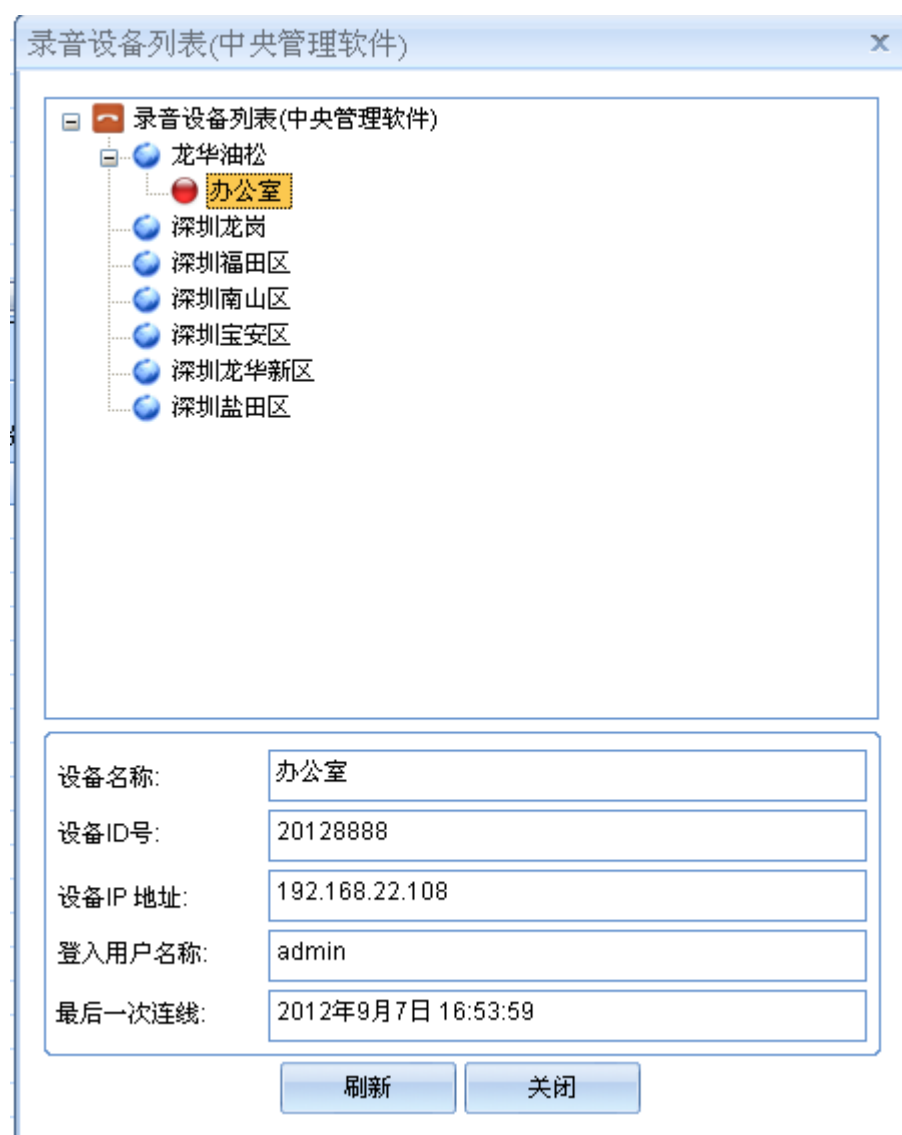 录音设备列表(中央管理软件)
录音设备列表(中央管理软件)
龙华油松
办公室
深圳龙岗
深圳福田区
深圳南山区
深圳宝安区
深圳龙华新区
深圳盐田区
设备名称: 办公室
设备ID号: 20128888
设备IP 地址: 192.168.22.108
登入用户名称: admin
最后一次连线: 2012年9月7日 16:53:59
刷新 关闭